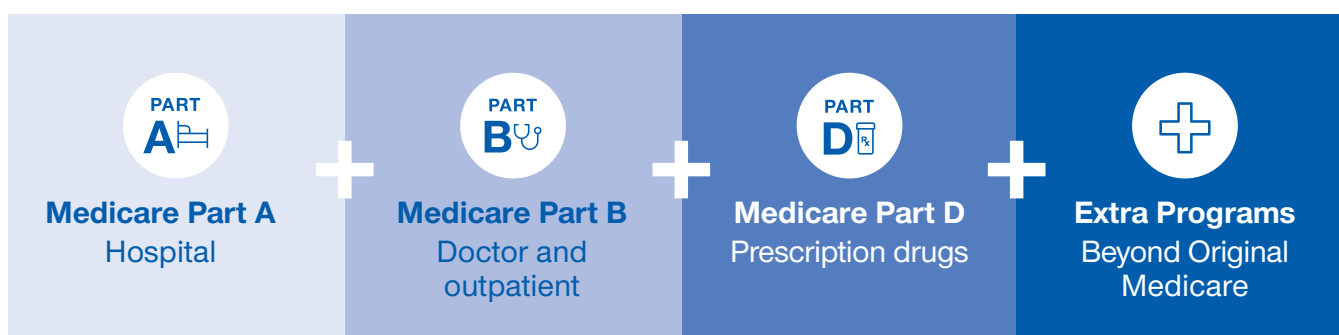 PART
A
Medicare Part A
Hospital
PART
B
Medicare Part B
Doctor and
outpatient
PART
D
Rx
Medicare Part D
Prescription drugs
Extra Programs
Beyond Original
Medicare